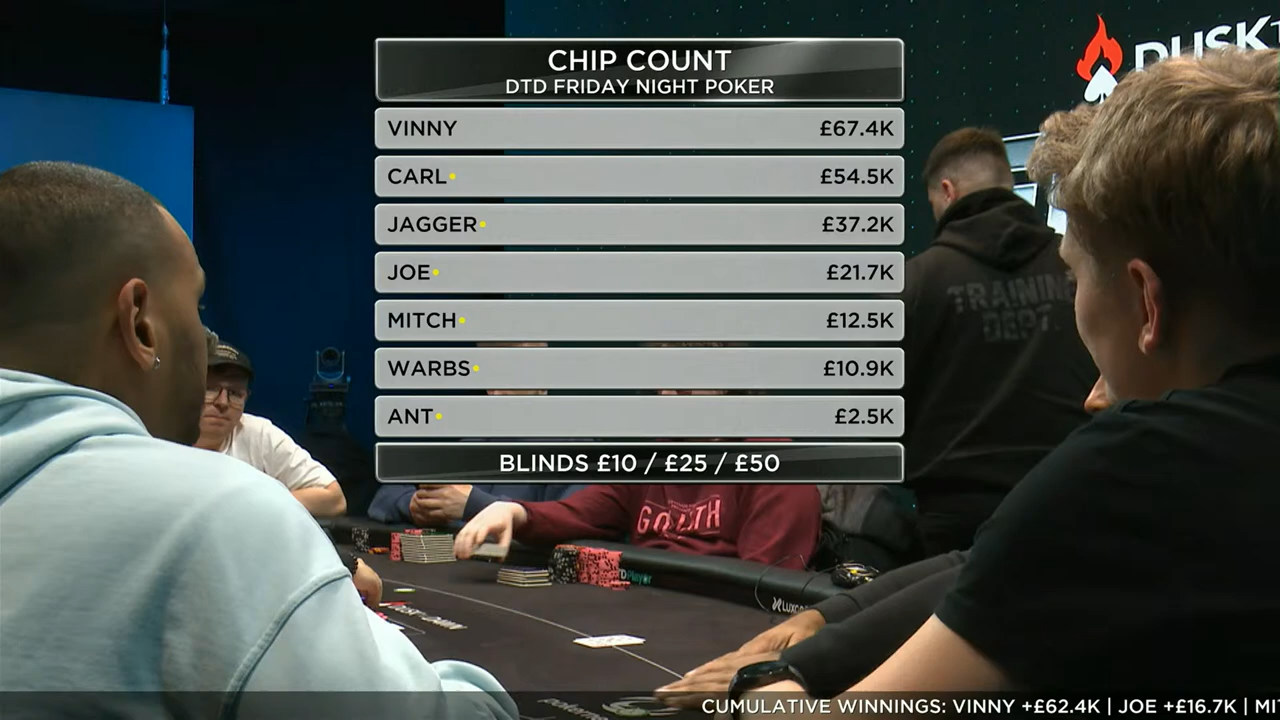 CHIP COUNT
DTD FRIDAY NIGHT POKER
VINNY £67.4K
CARL £54.5K
JAGGER £37.2K
JOE £21.7K
MITCH £12.5K
WARBS £10.9K
ANT £2.5K
BLINDS £10 / £25 / £50
DUSK
TRAINING
DEPT.
GOLIATH
CUMULATIVE WINNINGS: VINNY +£62.4K | JOE +£16.7K | MI